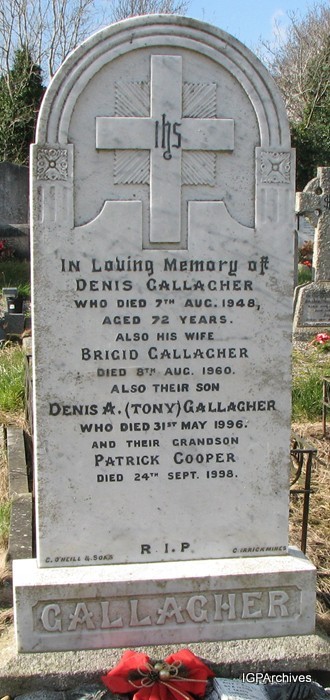 ihs
In Loving Memory of
DENIS GALLAGHER
WHO DIED 7TH AUG. 1948,
AGED 72 YEARS.
ALSO HIS WIFE
BRIGID GALLAGHER
DIED 8TH AUG. 1960.
ALSO THEIR SON
DENIS A. (TONY) GALLAGHER
WHO DIED 31ST MAY 1996.
AND THEIR GRANDSON
PATRICK COOPER
DIED 24TH SEPT. 1998.
R.I.P
C. O'NEILL & SONS
GALLAGHER
IGPArchives